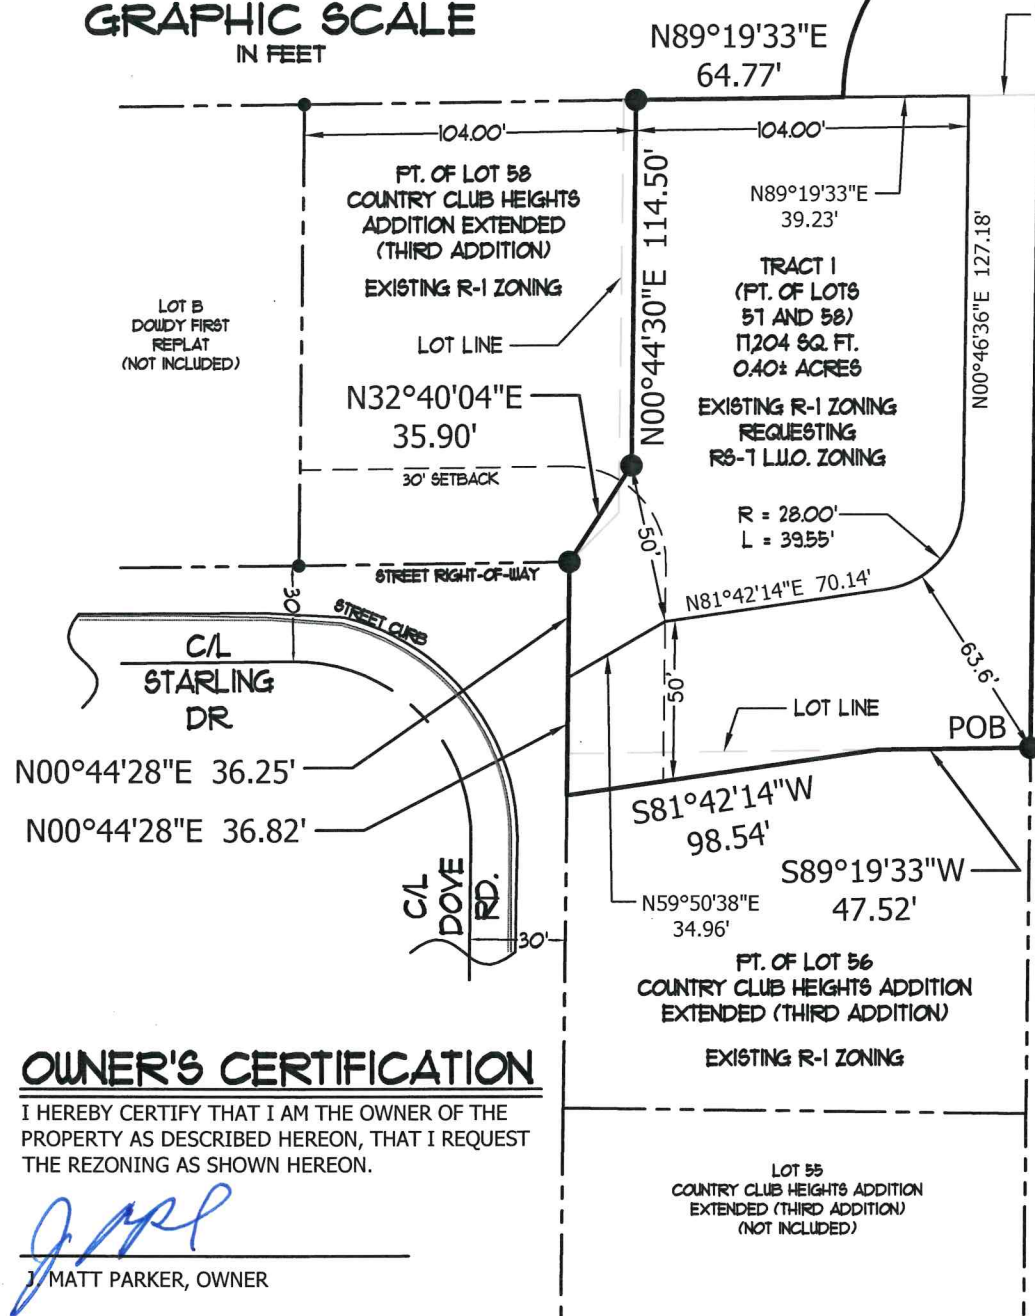 GRAPHIC SCALE
IN FEET
N89°19'33"E
64.77'
104.00'
104.00'
PT. OF LOT 58
COUNTRY CLUB HEIGHTS
ADDITION EXTENDED
(THIRD ADDITION)
EXISTING R-1 ZONING
N00°44'30"E 114.50'
N89°19'33"E
39.23'
N00°46'36"E 127.18'
TRACT 1
(PT. OF LOTS
57 AND 58)
17,204 SQ. FT.
0.40± ACRES
EXISTING R-1 ZONING
REQUESTING
RS-7 L.U.O. ZONING
LOT B
DOWDY FIRST
REPLAT
(NOT INCLUDED)
LOT LINE
N32°40'04"E
35.90'
30' SETBACK
R = 28.00'
L = 39.55'
50'
STREET RIGHT-OF-WAY
N81°42'14"E 70.14'
30'
STREET CURB
C/L
STARLING
DR
63.6'
50'
LOT LINE
POB
N00°44'28"E 36.25'
N00°44'28"E 36.82'
S81°42'14"W
98.54'
S89°19'33"W
47.52'
C/L
DOVE
RD.
30'
N59°50'38"E
34.96'
PT. OF LOT 56
COUNTRY CLUB HEIGHTS ADDITION
EXTENDED (THIRD ADDITION)
EXISTING R-1 ZONING
OWNER'S CERTIFICATION
I HEREBY CERTIFY THAT I AM THE OWNER OF THE
PROPERTY AS DESCRIBED HEREON, THAT I REQUEST
THE REZONING AS SHOWN HEREON.
J. MATT PARKER, OWNER
LOT 55
COUNTRY CLUB HEIGHTS ADDITION
EXTENDED (THIRD ADDITION)
(NOT INCLUDED)